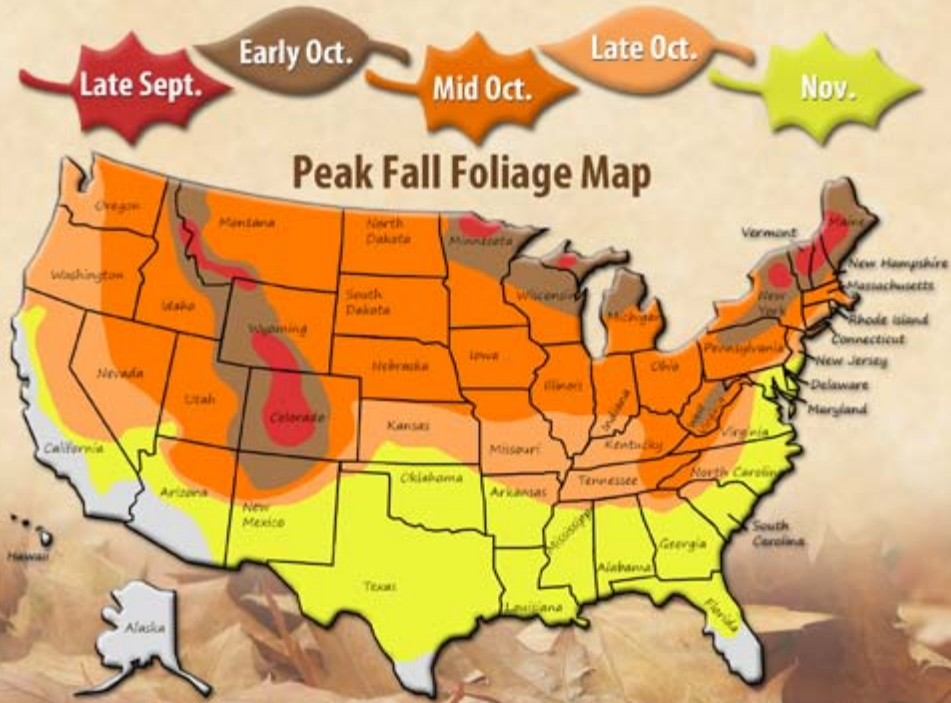 Late Sept.
Early Oct.
Mid Oct.
Late Oct.
Nov.
Peak Fall Foliage Map
Oregon
Washington
Idaho
Montana
North
Dakota
South
Dakota
Minnesota
Wisconsin
Michigan
Wyoming
Nebraska
Iowa
Illinois
Indiana
Ohio
Pennsylvania
New
York
Vermont
Maine
New Hampshire
Massachusetts
Rhode Island
Connecticut
New Jersey
Delaware
Maryland
Nevada
Utah
Colorado
Kansas
Missouri
Kentucky
West
Virginia
Virginia
California
Arizona
New
Mexico
Oklahoma
Arkansas
Tennessee
North Carolina
South
Carolina
Texas
Louisiana
Mississippi
Alabama
Georgia
Florida
Hawaii
Alaska